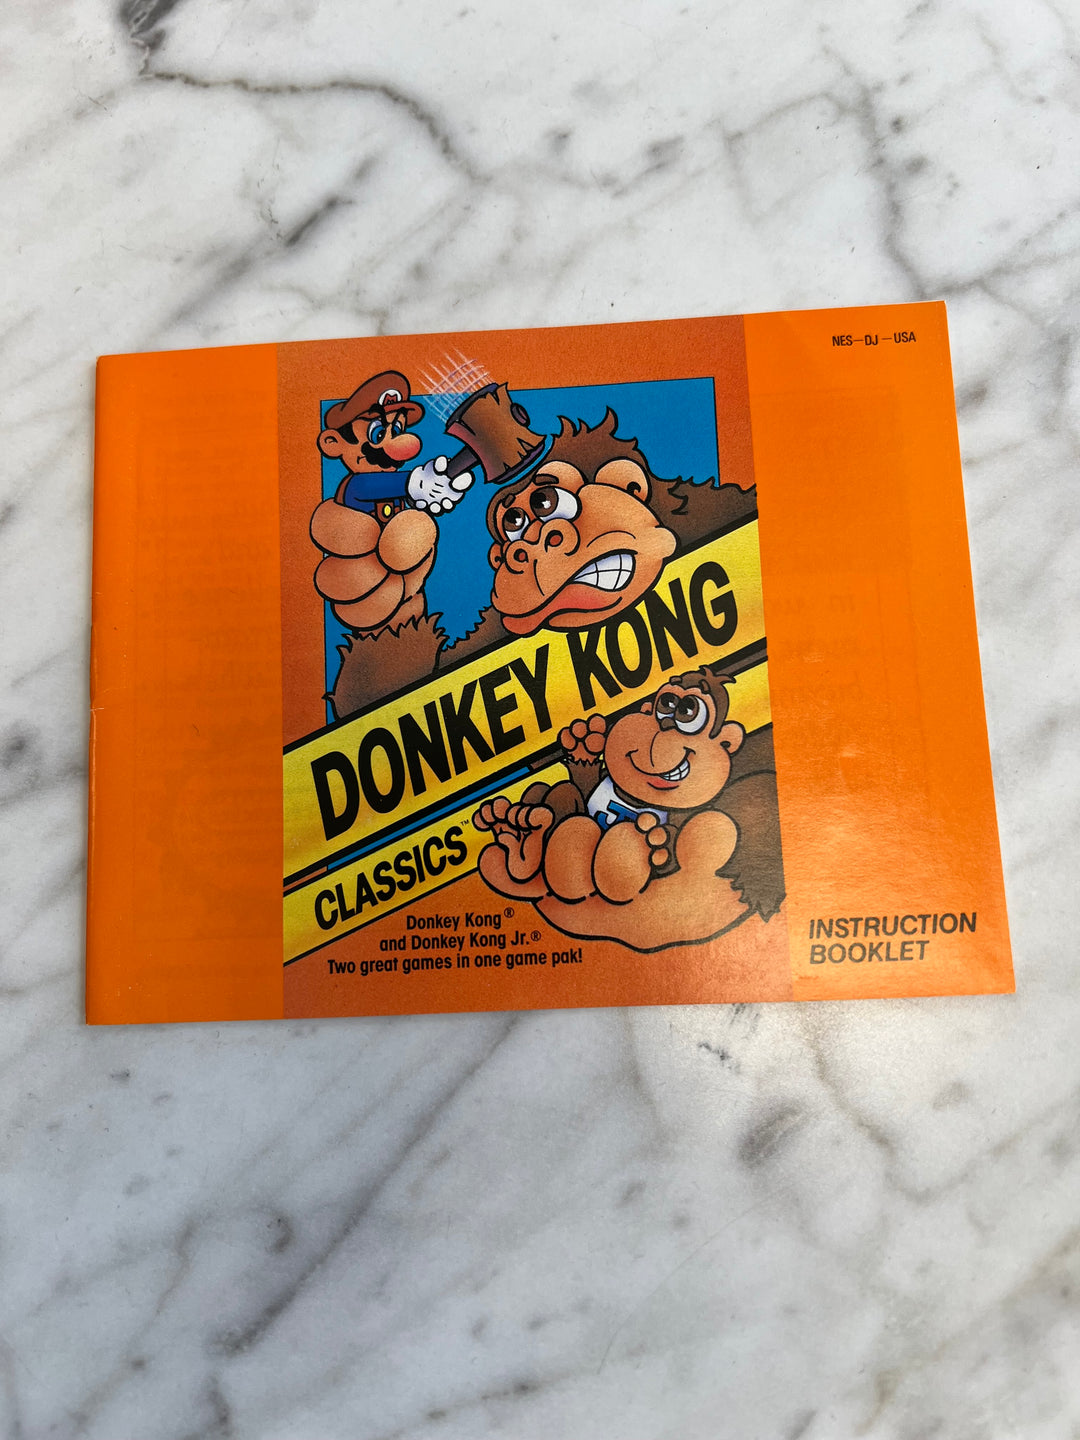 NES-DJ-USA
M
DONKEY KONG
CLASSICS™
J
Donkey Kong®
and Donkey Kong Jr.®
Two great games in one game pak!
INSTRUCTION
BOOKLET